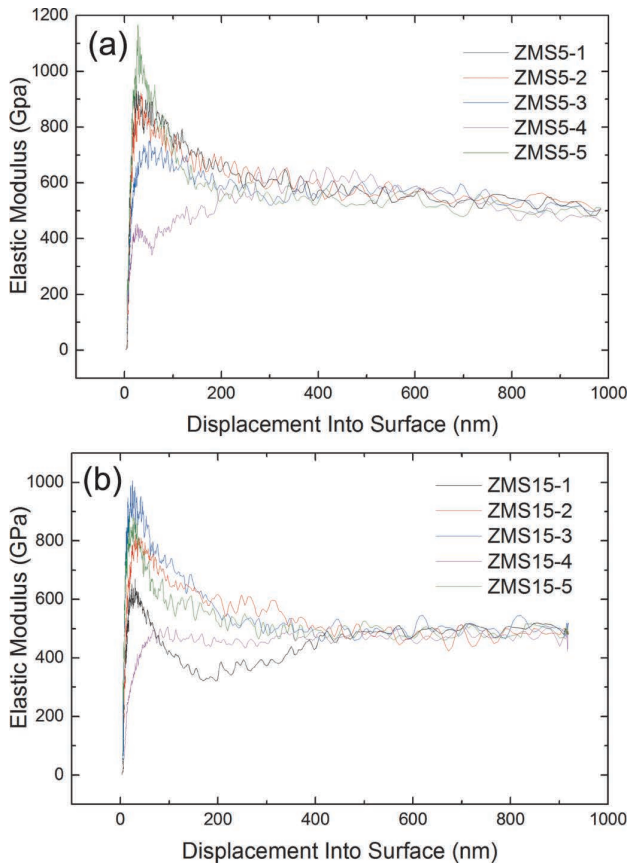 (a)
ZMS5-1
ZMS5-2
ZMS5-3
ZMS5-4
ZMS5-5
Elastic Modulus (Gpa)
1200
1000
800
600
400
200
0
0 200 400 600 800 1000
Displacement Into Surface (nm)
(b)
ZMS15-1
ZMS15-2
ZMS15-3
ZMS15-4
ZMS15-5
Elastic Modulus (GPa)
1000
800
600
400
200
0
0 200 400 600 800 1000
Displacement Into Surface (nm)